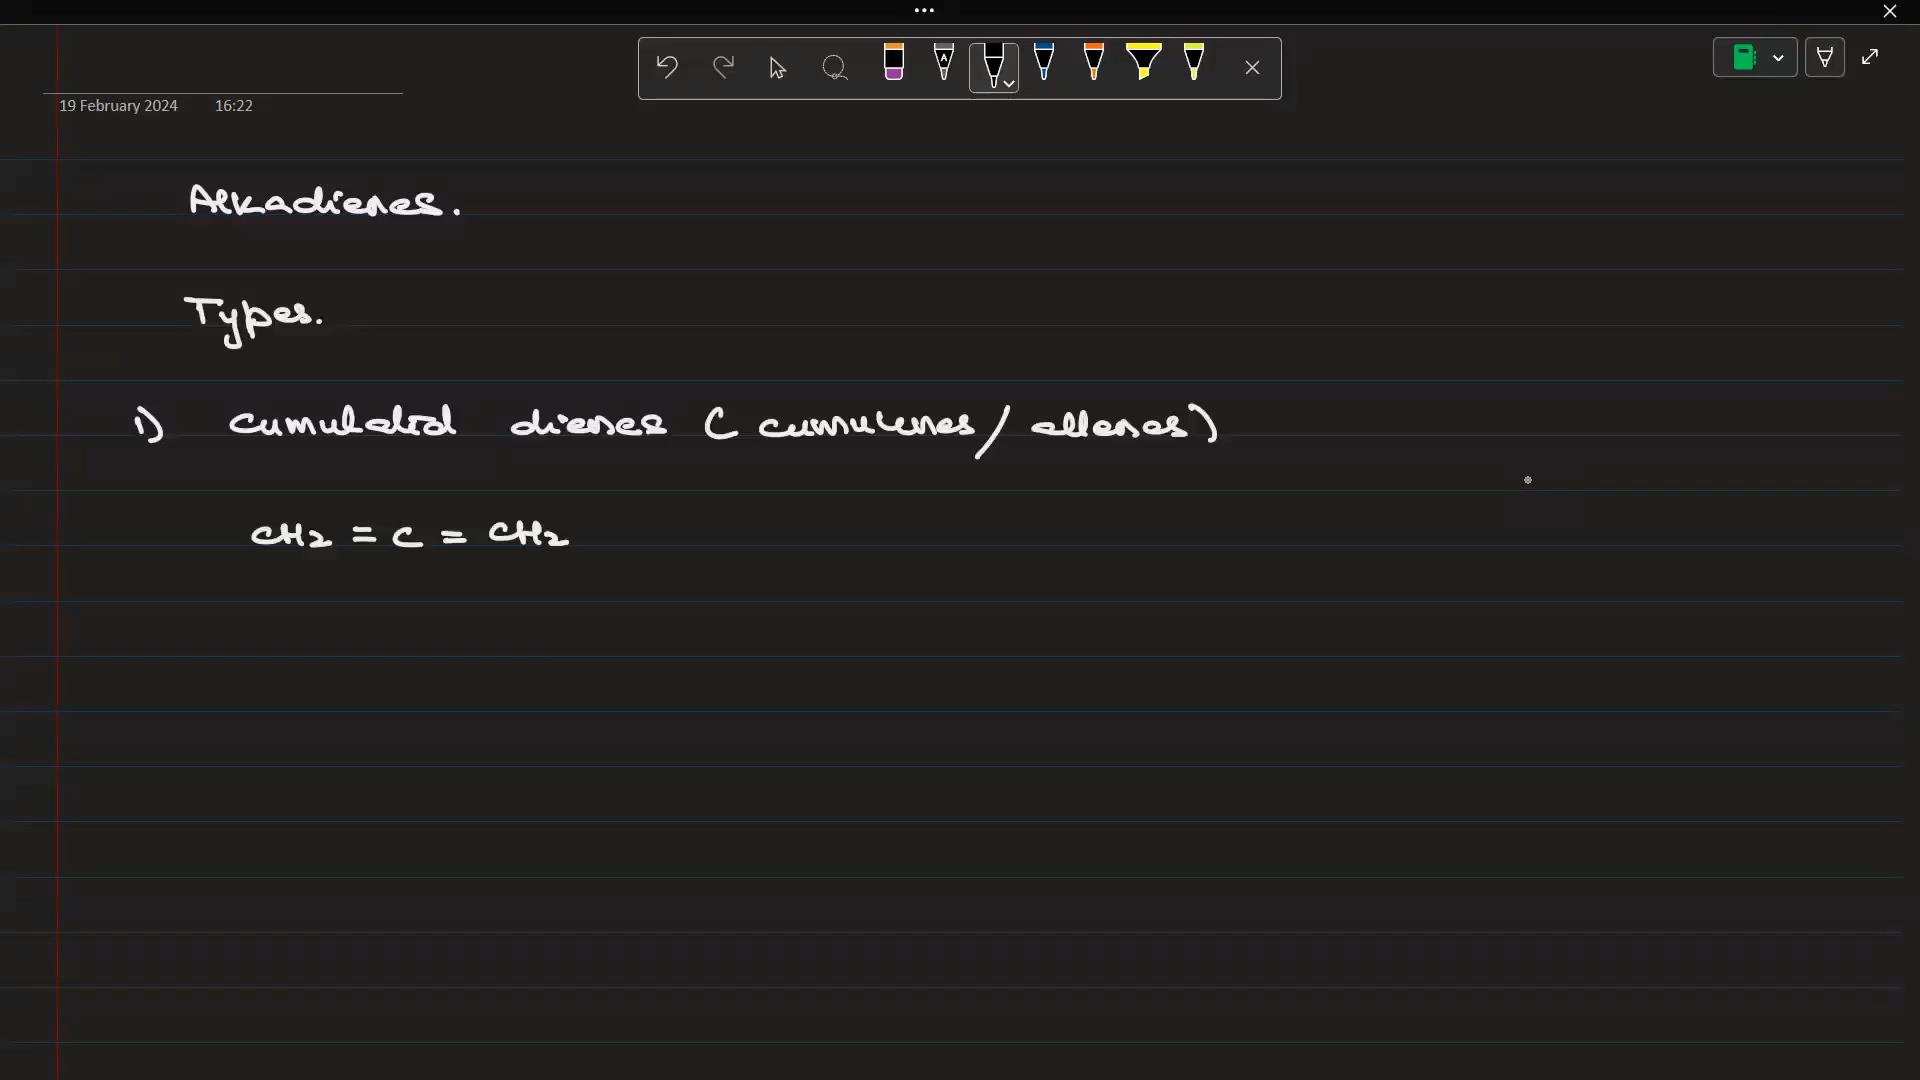 19 February 2024 16:22
Alkadienes.
Types.
1) Cumulated dienes ( cumulenes / allenes )
CH2 = C = CH2